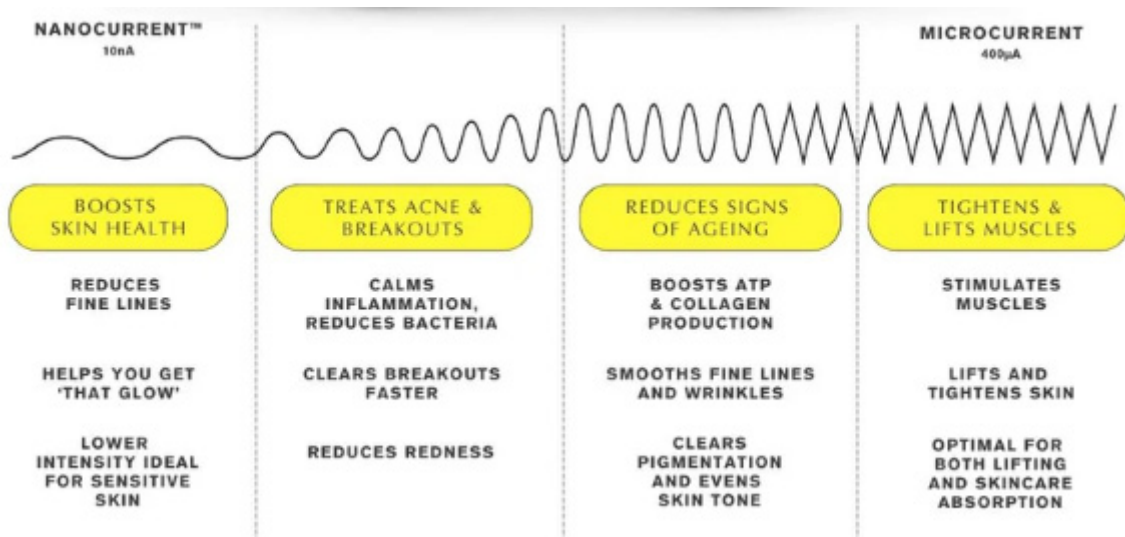 NANOCURRENT™
10nA
MICROCURRENT
400µA
BOOSTS
SKIN HEALTH
REDUCES
FINE LINES
HELPS YOU GET
'THAT GLOW'
LOWER
INTENSITY IDEAL
FOR SENSITIVE
SKIN
TREATS ACNE &
BREAKOUTS
CALMS
INFLAMMATION,
REDUCES BACTERIA
CLEARS BREAKOUTS
FASTER
REDUCES REDNESS
REDUCES SIGNS
OF AGEING
BOOSTS ATP
& COLLAGEN
PRODUCTION
SMOOTHS FINE LINES
AND WRINKLES
CLEARS
PIGMENTATION
AND EVENS
SKIN TONE
TIGHTENS &
LIFTS MUSCLES
STIMULATES
MUSCLES
LIFTS AND
TIGHTENS SKIN
OPTIMAL FOR
BOTH LIFTING
AND SKINCARE
ABSORPTION